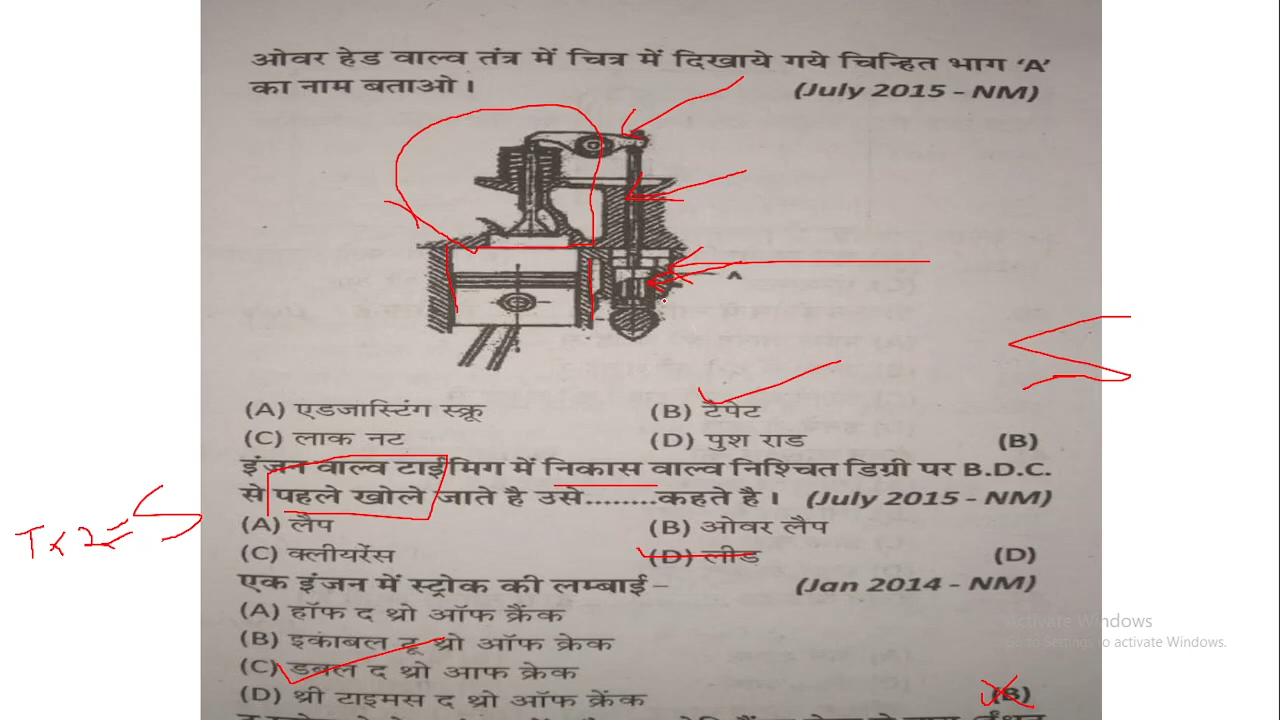 ओवर हेड वाल्व तंत्र में चित्र में दिखाये गये चिन्हित भाग ‘A’
का नाम बताओ। (July 2015 - NM)
A
(A) एडजास्टिंग स्क्रू (B) टैपेट
(C) लाक नट (D) पुश राड (B)
इंजन वाल्व टाईमिग में निकास वाल्व निश्चित डिग्री पर B.D.C.
से पहले खोले जाते है उसे........कहते है। (July 2015 - NM)
(A) लैप (B) ओवर लैप
(C) क्लीयरेंस (D) लीड (D)
T x 2 = S
एक इंजन में स्ट्रोक की लम्बाई– (Jan 2014 - NM)
(A) हॉफ द थ्रो ऑफ क्रैंक
(B) इकाबल टू थ्रो ऑफ क्रेक
(C) डबल द थ्रो आफ क्रेक
(D) थ्री टाइमस द थ्रो ऑफ क्रेंक (B)
Activate Windows
Go to Settings to activate Windows.